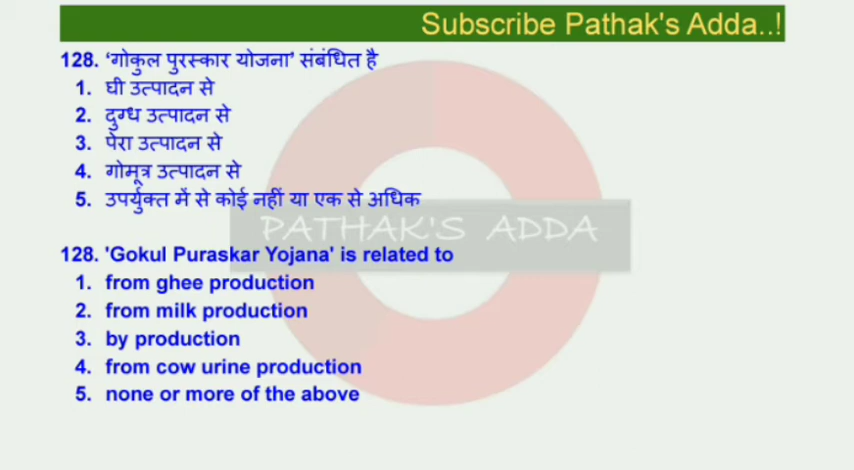 Subscribe Pathak's Adda..!
128. ‘गोकुल पुरस्कार योजना’ संबंधित है
1. घी उत्पादन से
2. दुग्ध उत्पादन से
3. पेरा उत्पादन से
4. गोमूत्र उत्पादन से
5. उपर्युक्त में से कोई नहीं या एक से अधिक
PATHAK'S ADDA
128. 'Gokul Puraskar Yojana' is related to
1. from ghee production
2. from milk production
3. by production
4. from cow urine production
5. none or more of the above